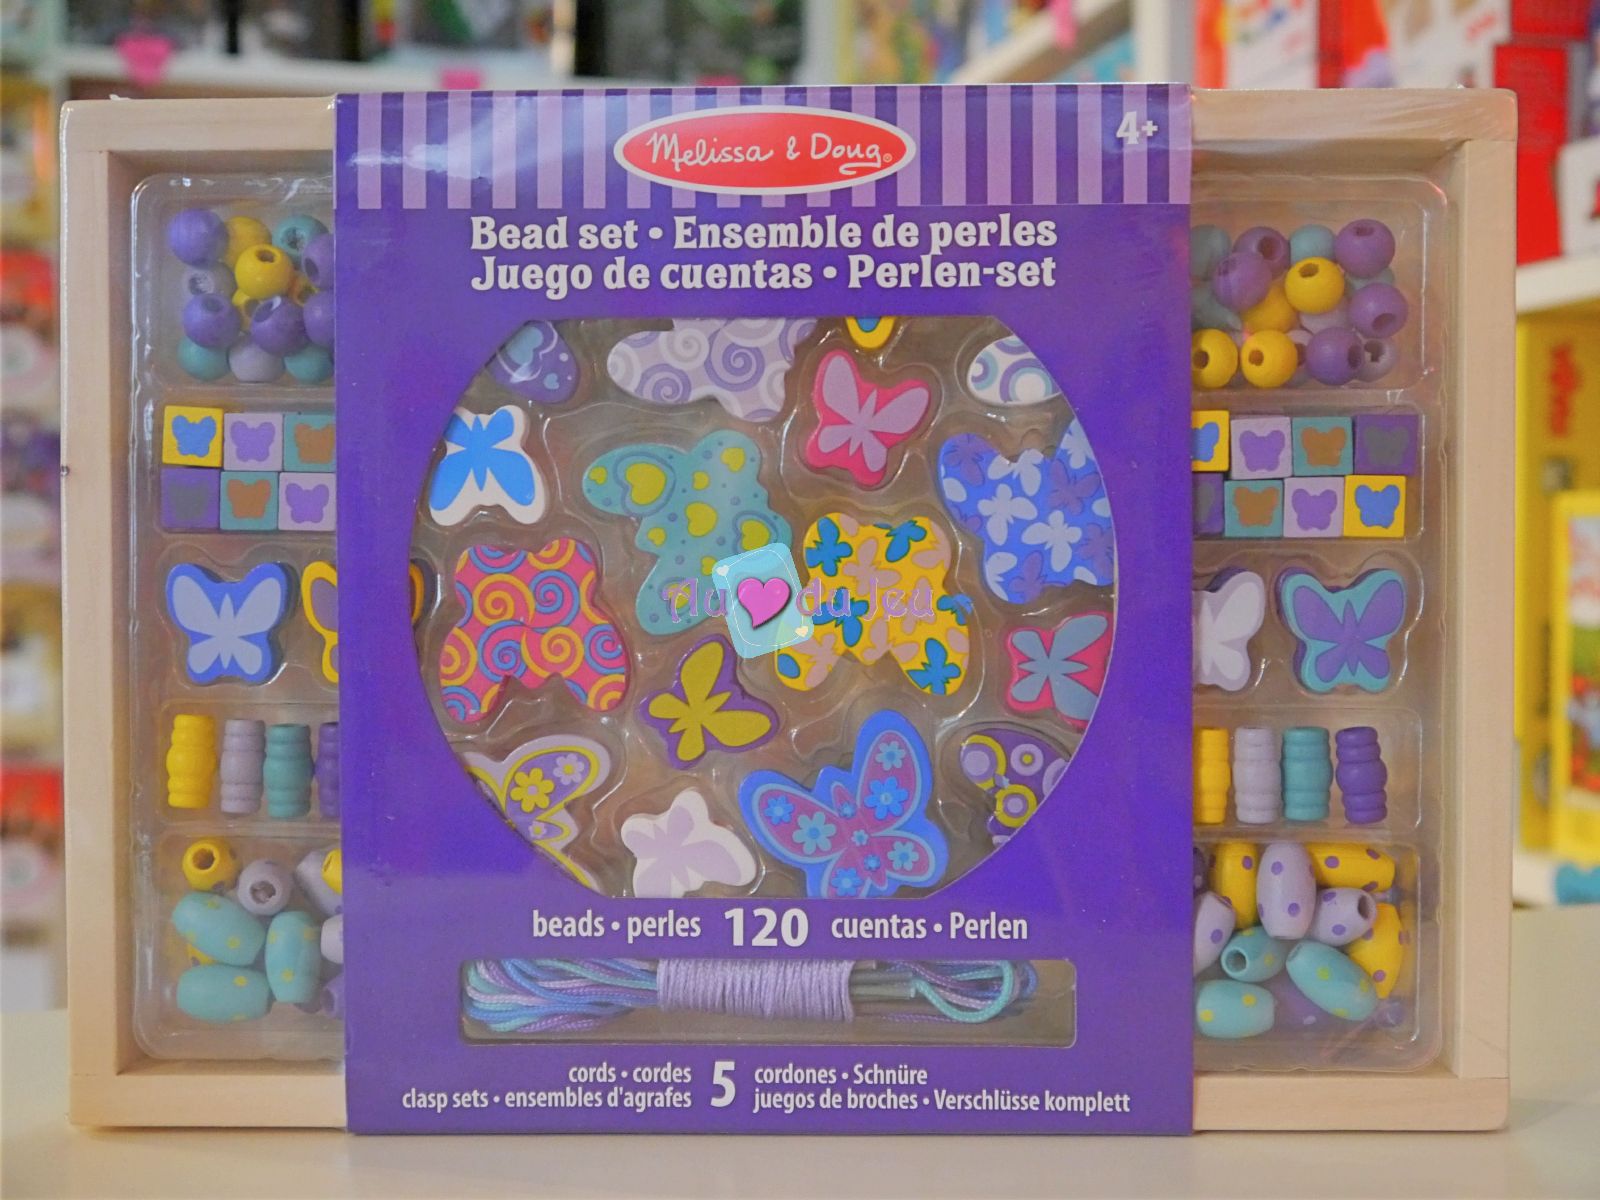 4+
Melissa & Doug®
Bead set • Ensemble de perles
Juego de cuentas • Perlen-set
Au du Jeu
beads • perles 120 cuentas • Perlen
cords • cordes 5 cordones • Schnüre
clasp sets • ensembles d'agrafes juegos de broches • Verschlüsse komplett